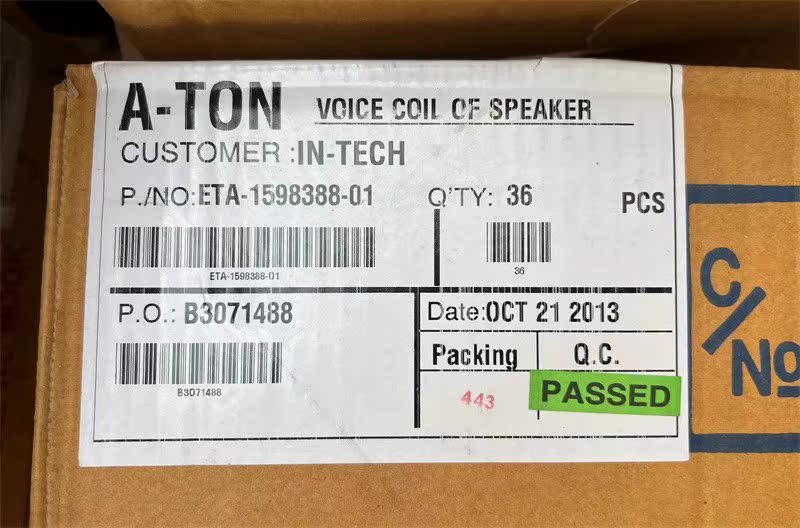 A-TON VOICE COIL OF SPEAKER
CUSTOMER :IN-TECH
P./NO:ETA-1598388-01 Q'TY: 36 PCS
ETA-1598388-01 36
P.O.: B3071488 Date:OCT 21 2013
Packing Q.C.
B3071488
443 PASSED
C/Nº